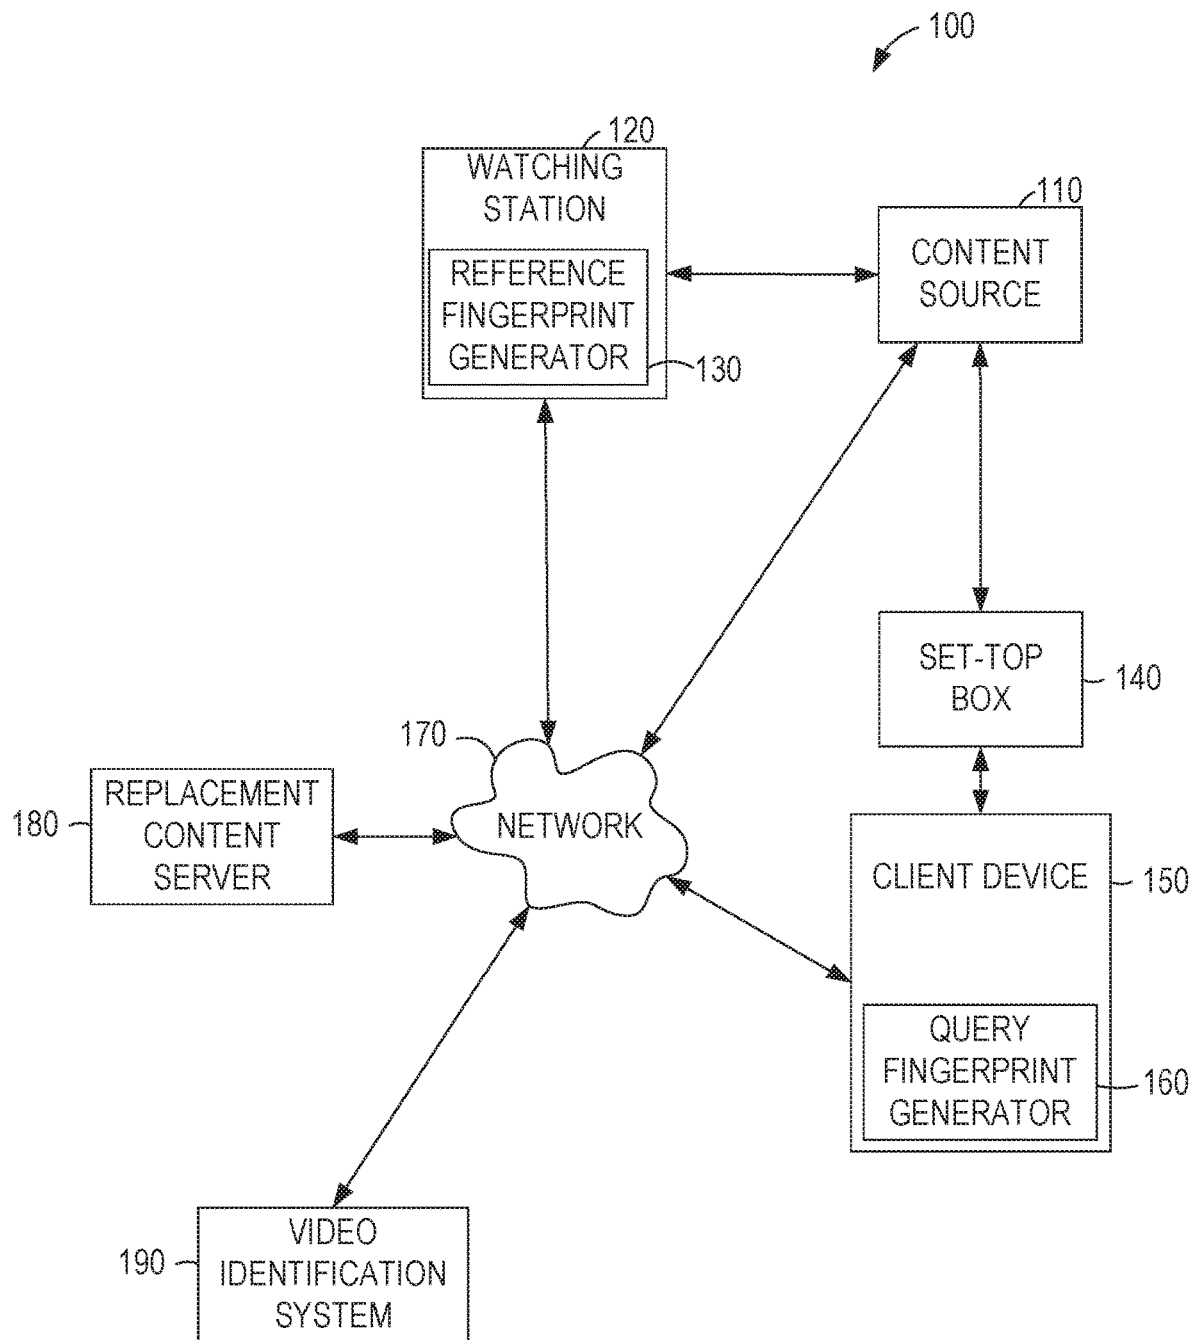 100
120
WATCHING
STATION
REFERENCE
FINGERPRINT
GENERATOR
130
110
CONTENT
SOURCE
SET-TOP
BOX
140
170
NETWORK
REPLACEMENT
CONTENT
SERVER
180
CLIENT DEVICE
150
QUERY
FINGERPRINT
GENERATOR
160
VIDEO
IDENTIFICATION
SYSTEM
190